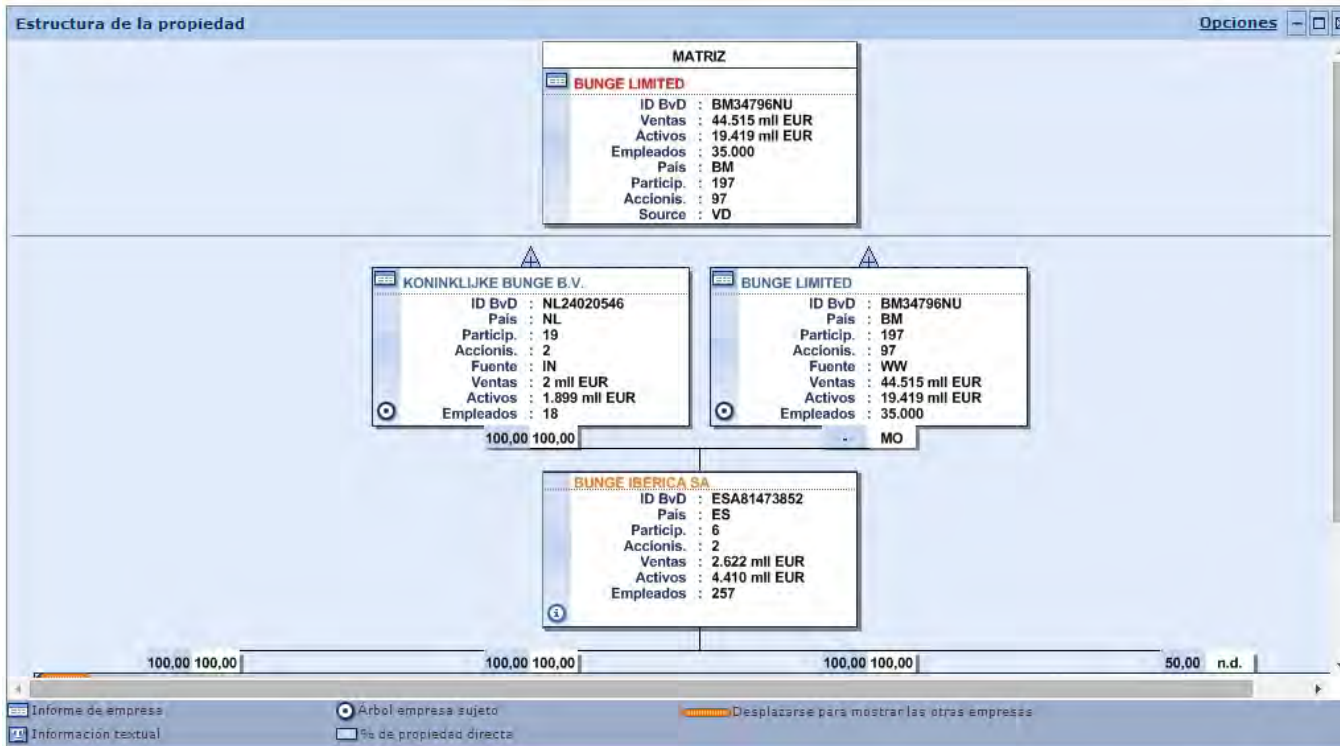 Estructura de la propiedad
Opciones
MATRIZ
BUNGE LIMITED
ID BvD : BM34796NU
Ventas : 44.515 mll EUR
Activos : 19.419 mll EUR
Empleados : 35.000
Pais : BM
Particip. : 197
Accionis. : 97
Source : VD
KONINKLIJKE BUNGE B.V.
ID BvD : NL24020546
Pais : NL
Particip. : 19
Accionis. : 2
Fuente : IN
Ventas : 2 mll EUR
Activos : 1.899 mll EUR
Empleados : 18
100,00 100,00
BUNGE LIMITED
ID BvD : BM34796NU
Pais : BM
Particip. : 197
Accionis. : 97
Fuente : WW
Ventas : 44.515 mll EUR
Activos : 19.419 mll EUR
Empleados : 35.000
- MO
BUNGE IBERICA SA
ID BvD : ESA81473852
Pais : ES
Particip. : 6
Accionis. : 2
Ventas : 2.622 mll EUR
Activos : 4.410 mll EUR
Empleados : 257
100,00 100,00
100,00 100,00
100,00 100,00
50,00 n.d.
Informe de empresa
Arbol empresa sujeto
Desplazarse para mostrar las otras empresas
Información textual
% de propiedad directa